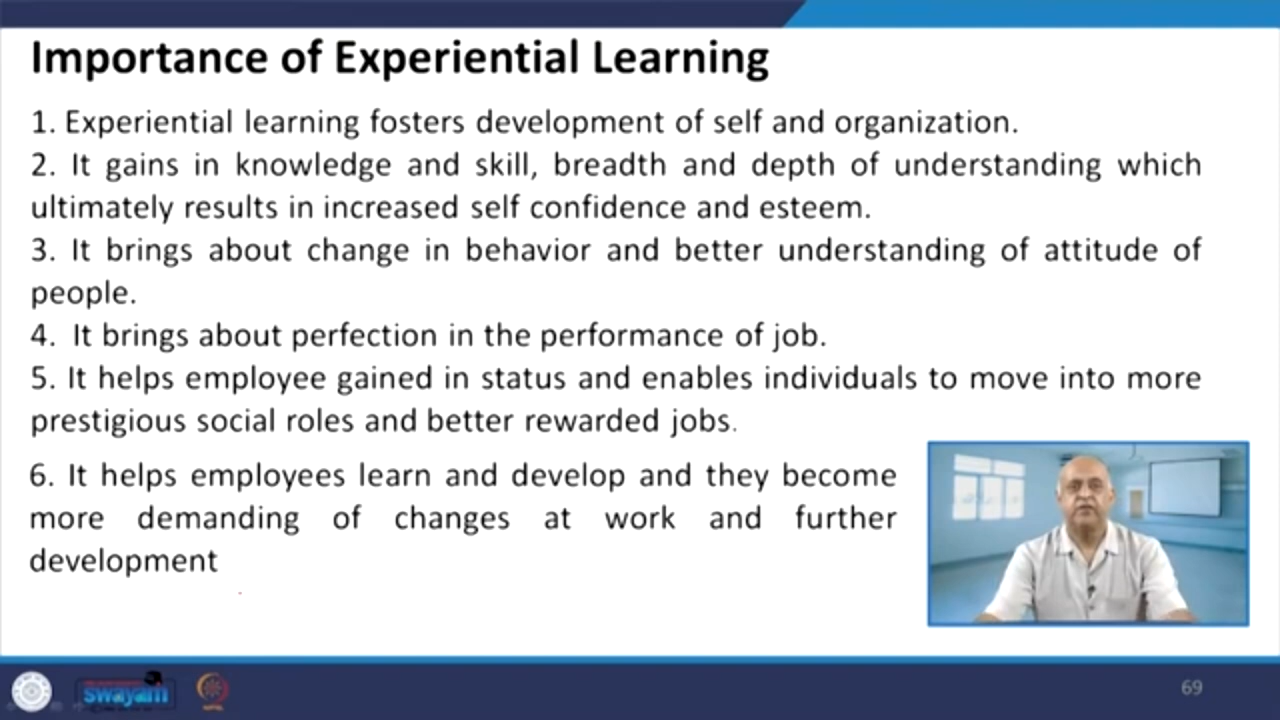 Importance of Experiential Learning
1. Experiential learning fosters development of self and organization.
2. It gains in knowledge and skill, breadth and depth of understanding which
ultimately results in increased self confidence and esteem.
3. It brings about change in behavior and better understanding of attitude of
people.
4. It brings about perfection in the performance of job.
5. It helps employee gained in status and enables individuals to move into more
prestigious social roles and better rewarded jobs.
6. It helps employees learn and develop and they become
more demanding of changes at work and further
development
swayam
69